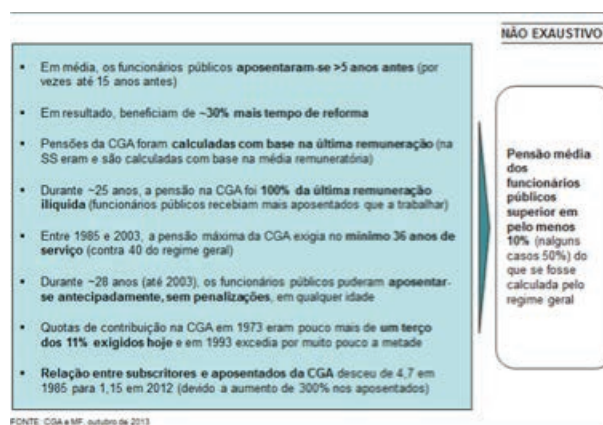 NÃO EXAUSTIVO
Em média, os funcionários públicos aposentaram-se >5 anos antes (por
vezes até 15 anos antes)
Em resultado, beneficiam de ~30% mais tempo de reforma
Pensões da CGA foram calculadas com base na última remuneração (na
SS eram e são calculadas com base na média remuneratória)
Durante ~25 anos, a pensão na CGA foi 100% da última remuneração
ilíquida (funcionários públicos recebiam mais aposentados que a trabalhar)
Entre 1985 e 2003, a pensão máxima da CGA exigia no mínimo 36 anos de
serviço (contra 40 do regime geral)
Durante ~28 anos (até 2003), os funcionários públicos puderam aposentar-
se antecipadamente, sem penalizações, em qualquer idade
Quotas de contribuição na CGA em 1973 eram pouco mais de um terço
dos 11% exigidos hoje e em 1993 excedia por muito pouco a metade
Relação entre subscritores e aposentados da CGA desceu de 4,7 em
1985 para 1,15 em 2012 (devido a aumento de 300% nos aposentados)
Pensão média
dos
funcionários
públicos
superior em
pelo menos
10% (nalguns
casos 50%) do
que se fosse
calculada pelo
regime geral
FONTE: CGA e MF, outubro de 2013